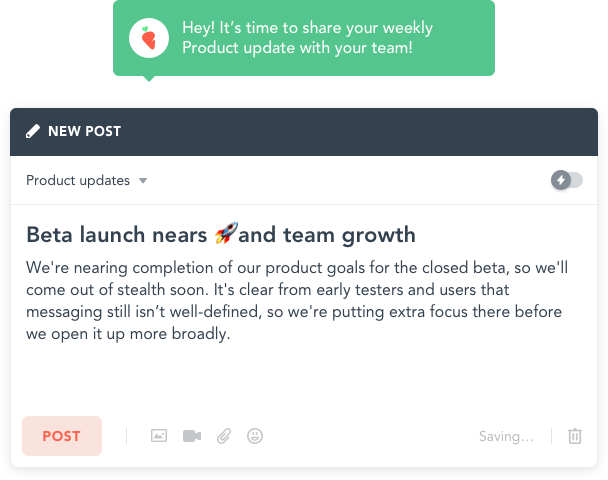 Hey! It’s time to share your weekly
Product update with your team!
NEW POST
Product updates
Beta launch nears 🚀and team growth
We're nearing completion of our product goals for the closed beta, so we'll
come out of stealth soon. It's clear from early testers and users that
messaging still isn’t well-defined, so we're putting extra focus there before
we open it up more broadly.
POST
Saving...